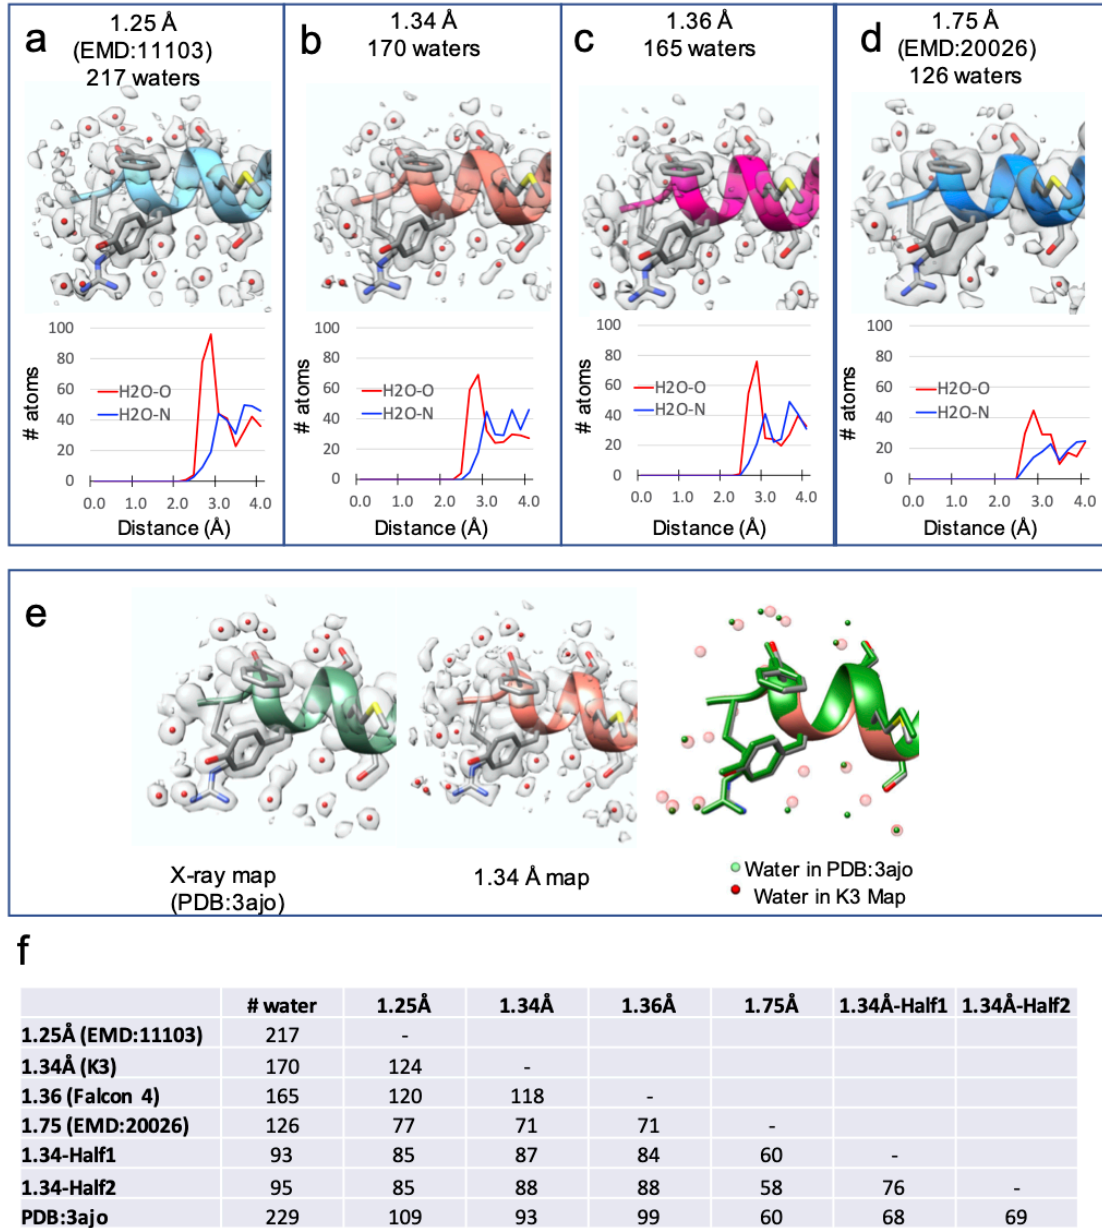 a
1.25 Å
(EMD:11103)
217 waters
100
80
60
40
20
0
# atoms
H2O-O
H2O-N
0.0 1.0 2.0 3.0 4.0
Distance (Å)
b
1.34 Å
170 waters
100
80
60
40
20
0
# atoms
H2O-O
H2O-N
0.0 1.0 2.0 3.0 4.0
Distance (Å)
c
1.36 Å
165 waters
100
80
60
40
20
0
# atoms
H2O-O
H2O-N
0.0 1.0 2.0 3.0 4.0
Distance (Å)
d
1.75 Å
(EMD:20026)
126 waters
100
80
60
40
20
0
# atoms
H2O-O
H2O-N
0.0 1.0 2.0 3.0 4.0
Distance (Å)
e
X-ray map
(PDB:3ajo)
1.34 Å map
Water in PDB:3ajo
Water in K3 Map
f
# water 1.25Å 1.34Å 1.36Å 1.75Å 1.34Å-Half1 1.34Å-Half2
1.25Å (EMD:11103) 217 -
1.34Å (K3) 170 124 -
1.36 (Falcon 4) 165 120 118 -
1.75 (EMD:20026) 126 77 71 71 -
1.34-Half1 93 85 87 84 60 -
1.34-Half2 95 85 88 88 58 76 -
PDB:3ajo 229 109 93 99 60 68 69